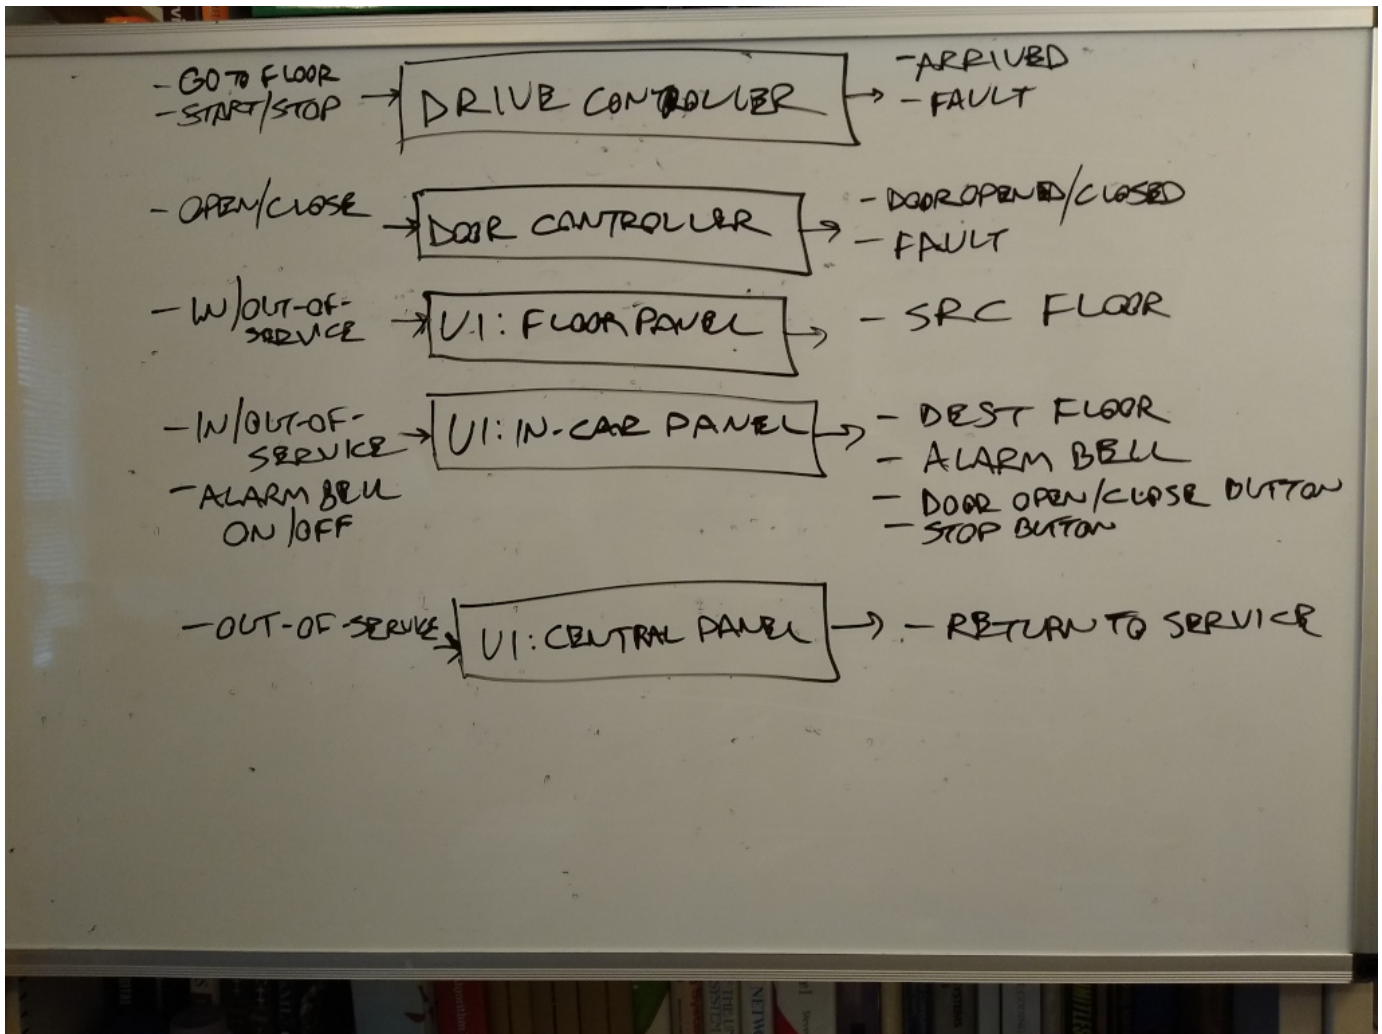 - GO TO FLOOR
- START/STOP
DRIVE CONTROLLER
- ARRIVED
- FAULT
- OPEN/CLOSE
DOOR CONTROLLER
- DOOR OPENED/CLOSED
- FAULT
- IN/OUT-OF-
SERVICE
UI: FLOOR PANEL
- SRC FLOOR
- IN/OUT-OF-
SERVICE
- ALARM BELL
ON/OFF
UI: IN-CAR PANEL
- DEST FLOOR
- ALARM BELL
- DOOR OPEN/CLOSE BUTTON
- STOP BUTTON
- OUT-OF-SERVICE
UI: CENTRAL PANEL
- RETURN TO SERVICE